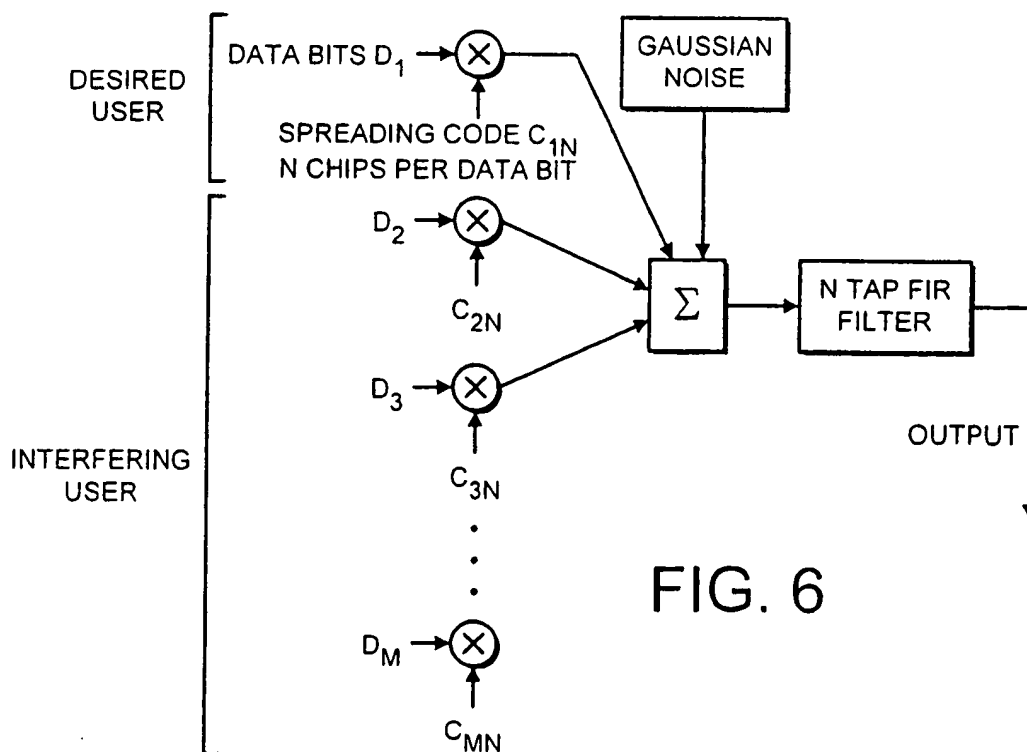 DESIRED
USER
DATA BITS D1
SPREADING CODE C1N
N CHIPS PER DATA BIT
GAUSSIAN
NOISE
INTERFERING
USER
D2
C2N
D3
C3N
DM
CMN
Σ
N TAP FIR
FILTER
OUTPUT
FIG. 6